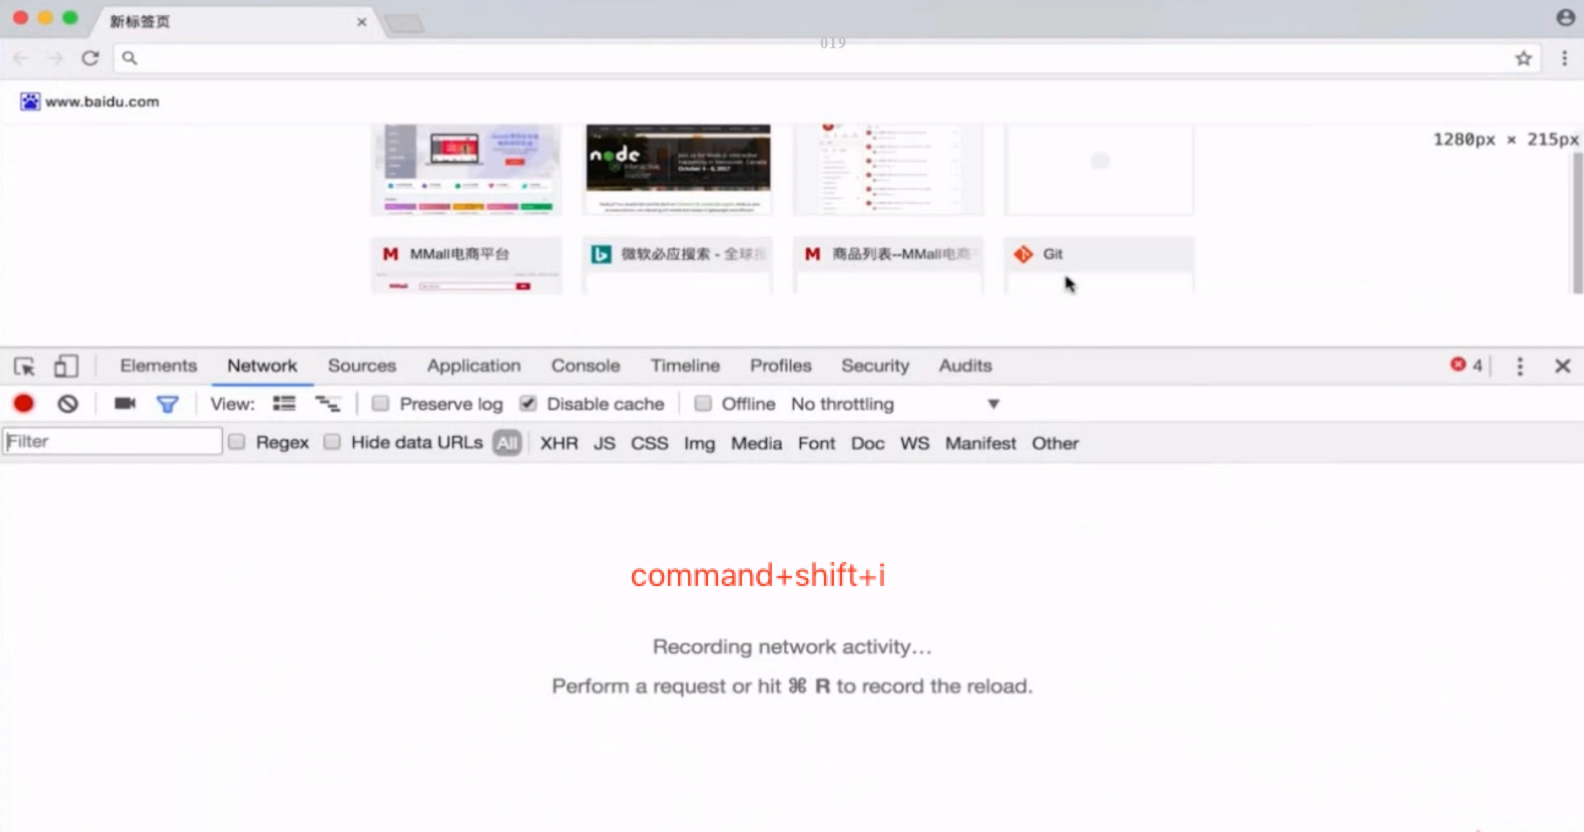 新标签页
019
www.baidu.com
1280px × 215px
node
October 4 - 6, 2017
MMall电商平台
微软必应搜索 - 全球
商品列表--MMall电商
Git
Elements Network Sources Application Console Timeline Profiles Security Audits 4
View: Preserve log Disable cache Offline No throttling
Filter Regex Hide data URLs All XHR JS CSS Img Media Font Doc WS Manifest Other
command+shift+i
Recording network activity…
Perform a request or hit ⌘ R to record the reload.